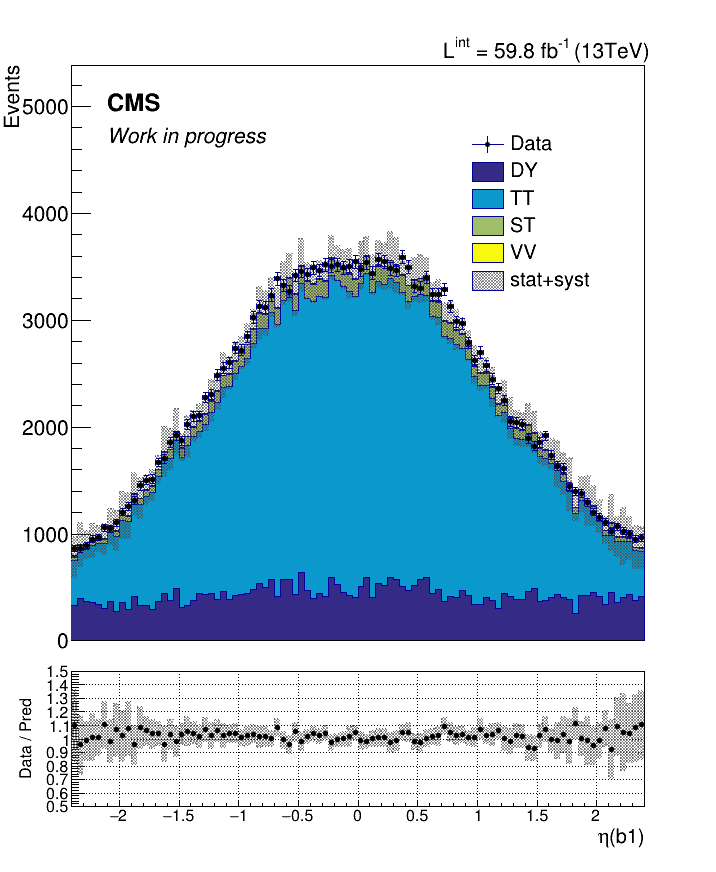 L^int = 59.8 fb^-1 (13TeV)
Events
CMS
Work in progress
5000
4000
3000
2000
1000
0
Data
DY
TT
ST
VV
stat+syst
Data / Pred
1.5
1.4
1.3
1.2
1.1
1
0.9
0.8
0.7
0.6
0.5
−2 −1.5 −1 −0.5 0 0.5 1 1.5 2
η(b1)